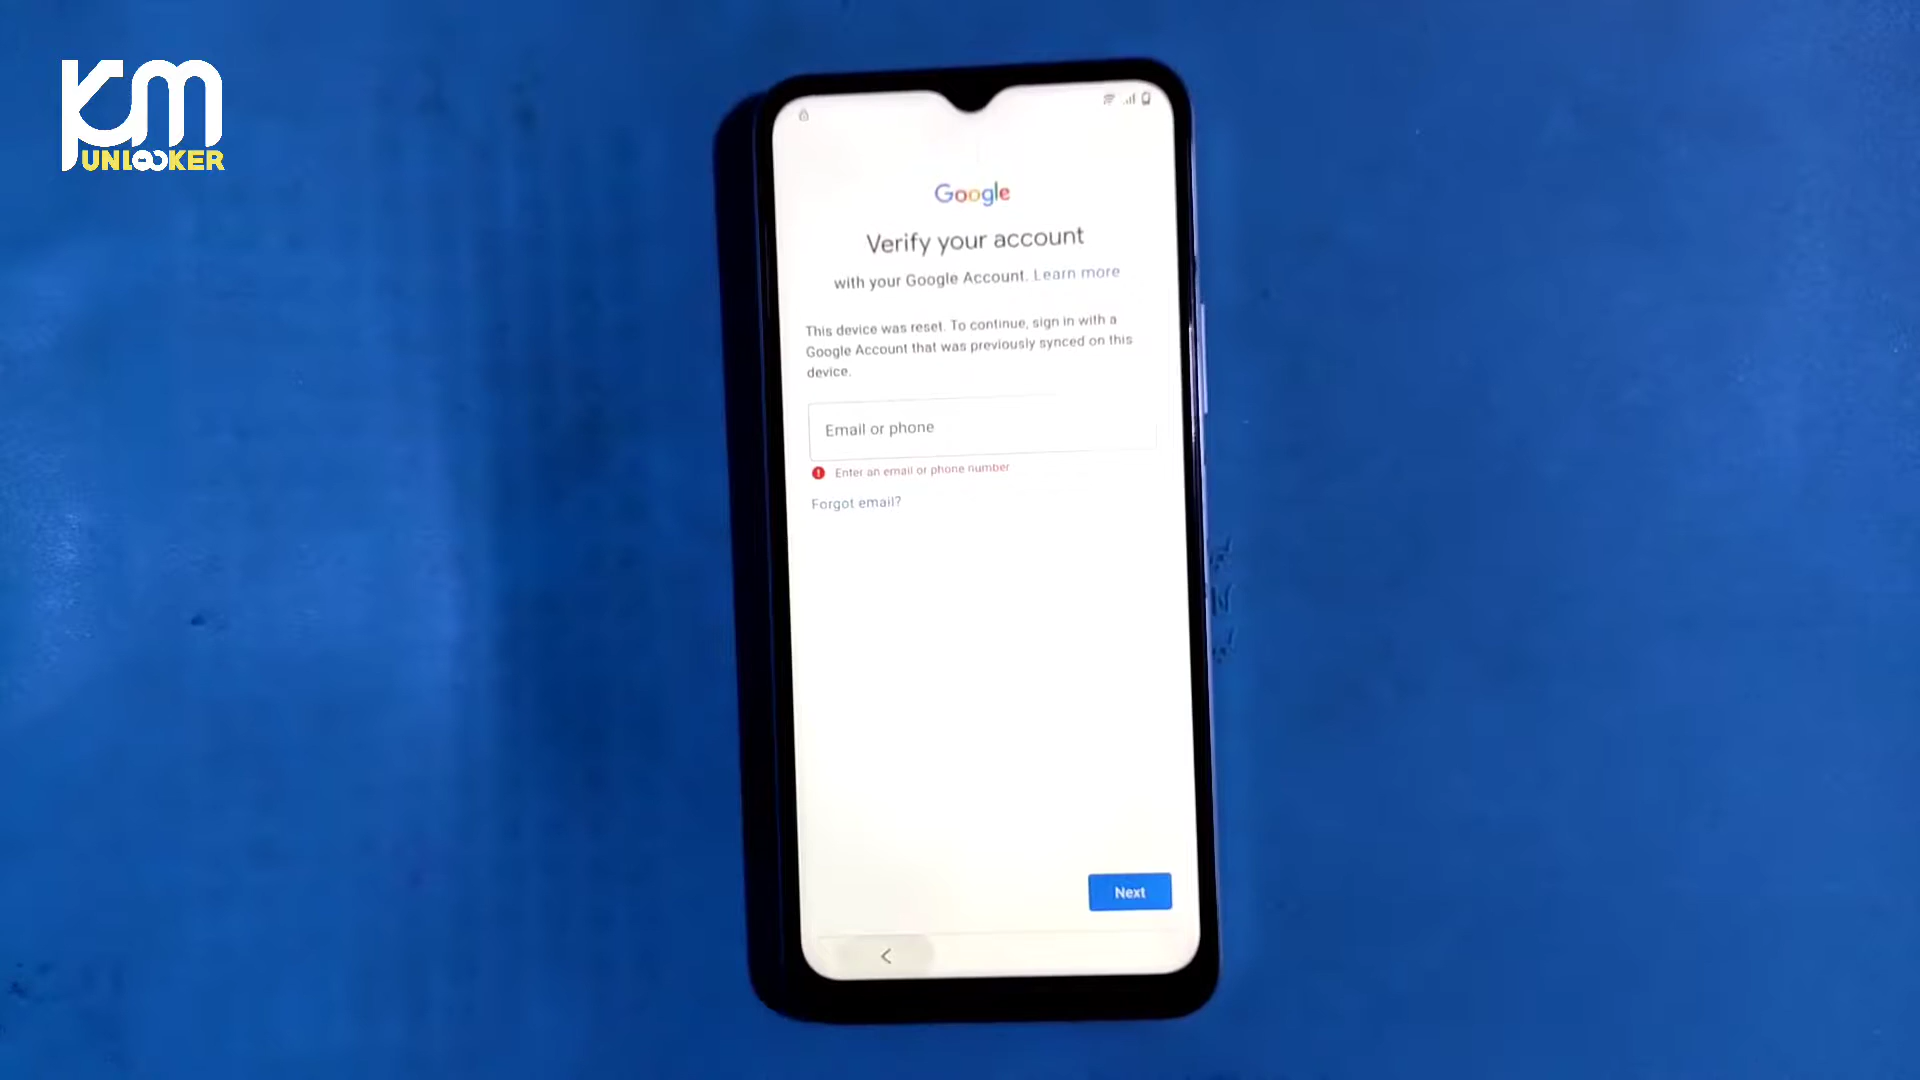 KM
UNLOCKER
Google
Verify your account
with your Google Account. Learn more
This device was reset. To continue, sign in with a
Google Account that was previously synced on this
device.
Email or phone
Enter an email or phone number
Forgot email?
Next